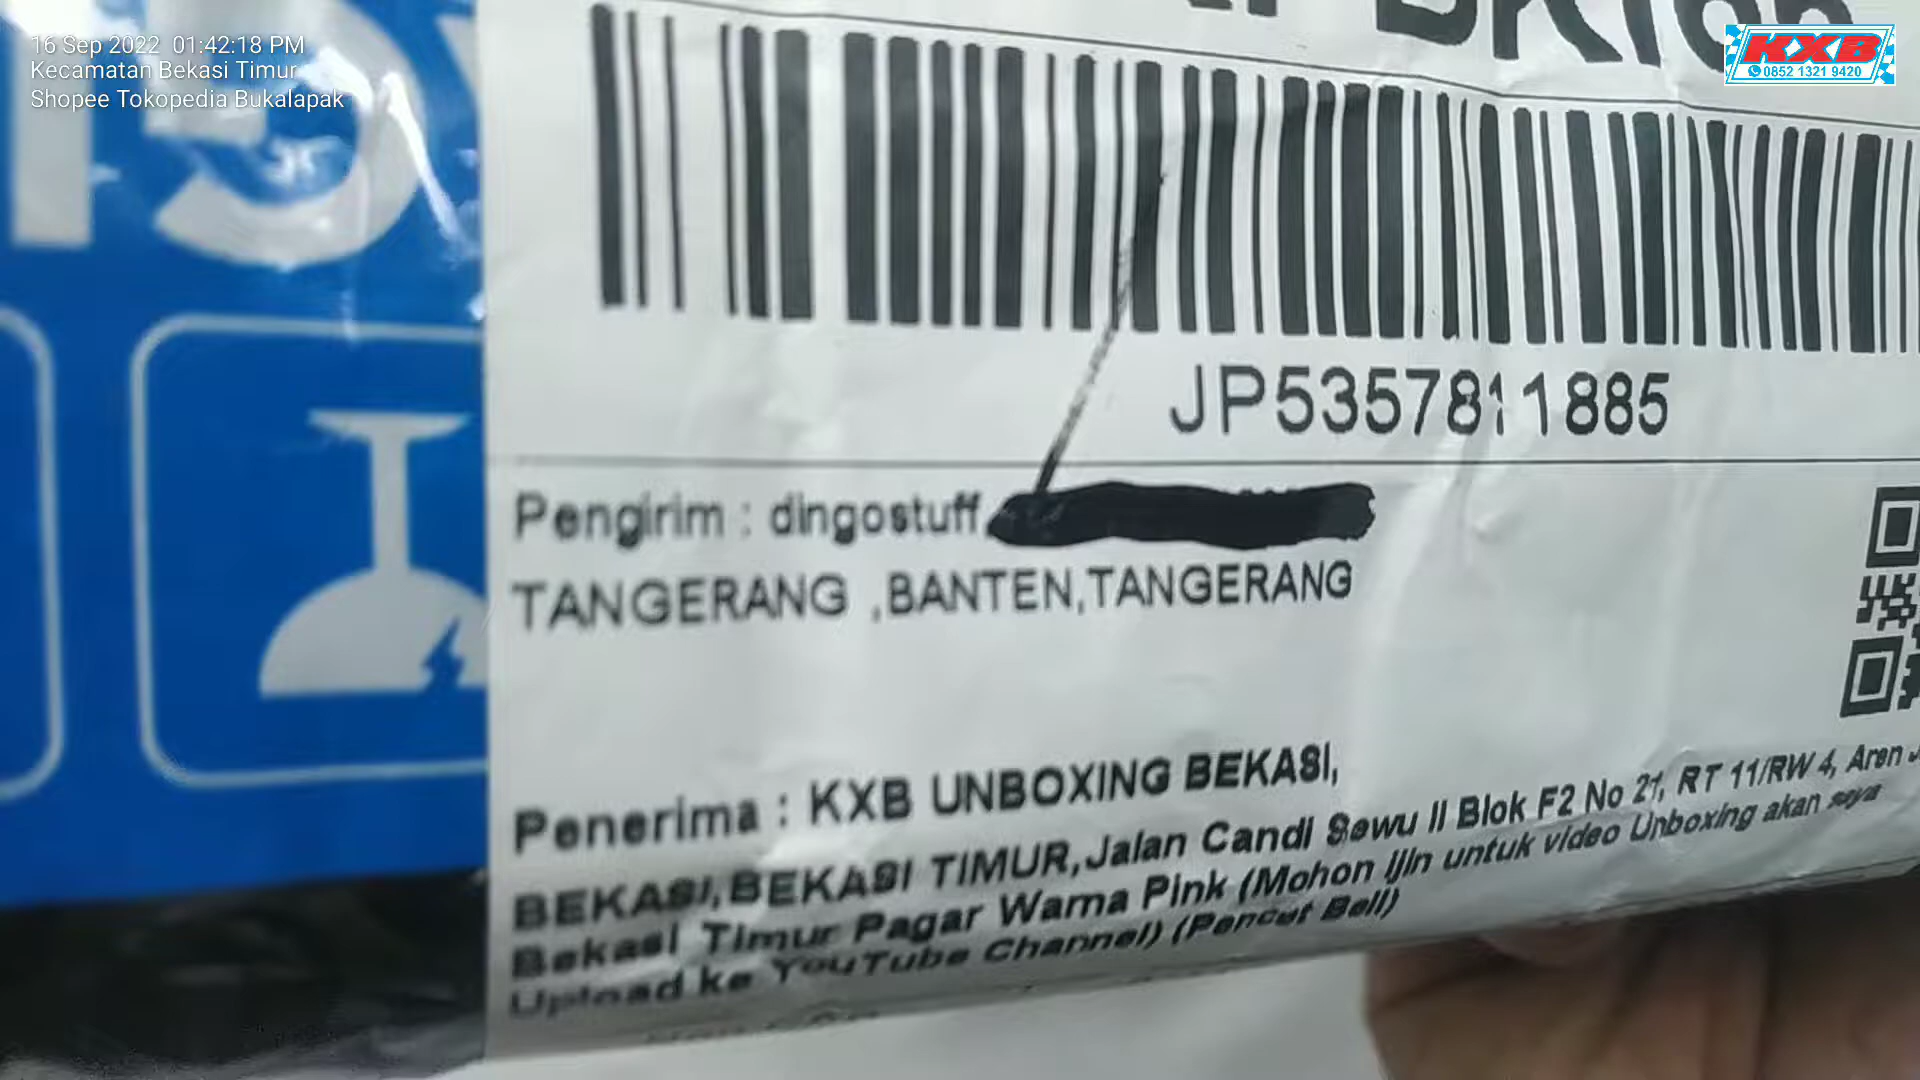 16 Sep 2022 01:42:18 PM
Kecamatan Bekasi Timur
Shopee Tokopedia Bukalapak
KXB
0852 1321 9420
JP5357811885
Pengirim : dingostuff
TANGERANG ,BANTEN,TANGERANG
Penerima : KXB UNBOXING BEKASI,
BEKASI,BEKASI TIMUR,Jalan Candi Sewu II Blok F2 No 21, RT 11/RW 4, Aren
Bekasi Timur Pagar Warna Pink (Mohon Ijin untuk video Unboxing akan saya
Upload ke YouTube Channel) (Pencet Bell)